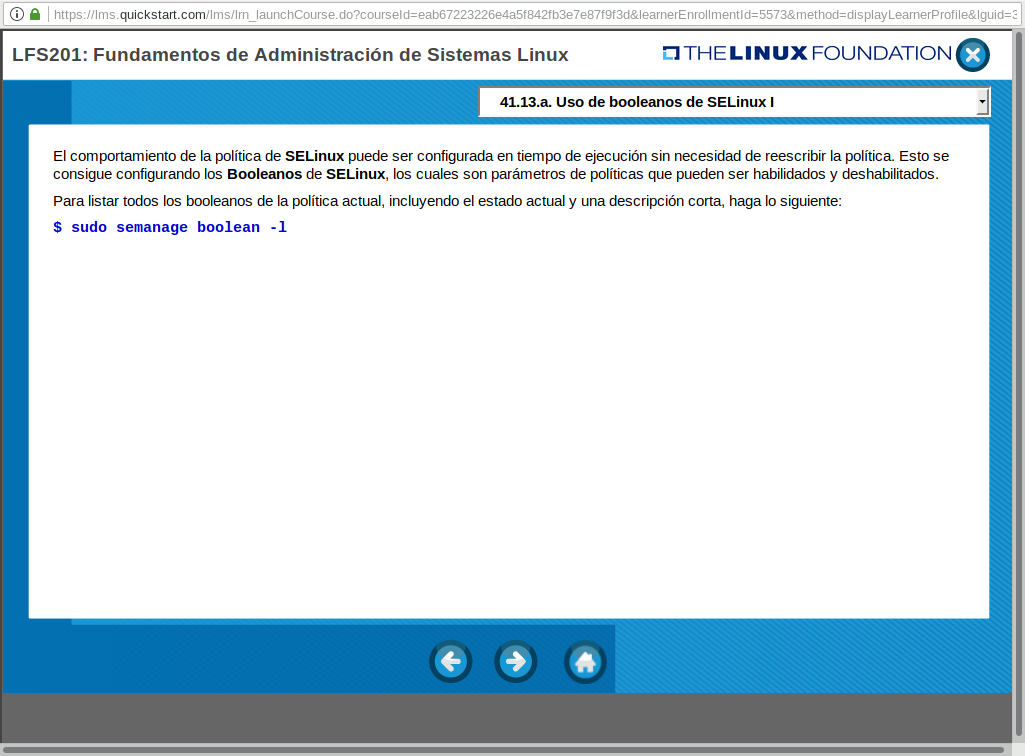 https://lms.quickstart.com/lms/lrn_launchCourse.do?courseId=eab67223226e4a5f842fb3e7e87f9f3d&learnerEnrollmentId=5573&method=displayLearnerProfile&lguid=3
LFS201: Fundamentos de Administración de Sistemas Linux
THE LINUX FOUNDATION
41.13.a. Uso de booleanos de SELinux I
El comportamiento de la política de SELinux puede ser configurada en tiempo de ejecución sin necesidad de reescribir la política. Esto se
consigue configurando los Booleanos de SELinux, los cuales son parámetros de políticas que pueden ser habilidados y deshabilitados.
Para listar todos los booleanos de la política actual, incluyendo el estado actual y una descripción corta, haga lo siguiente:
$ sudo semanage boolean -l